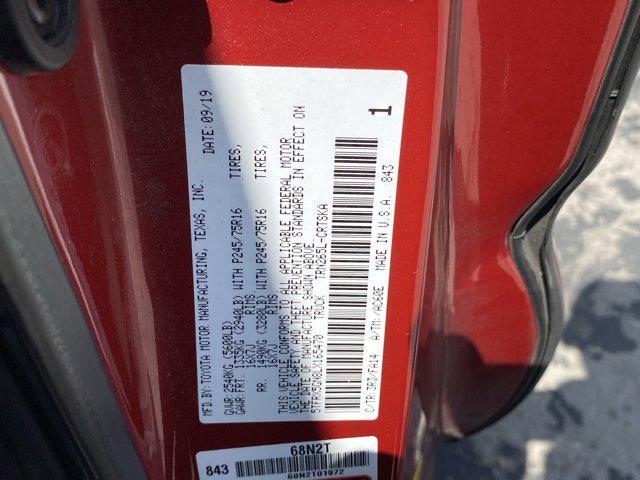 MFD.BY:TOYOTA MOTOR MANUFACTURING, TEXAS, INC. DATE:09/19
GVWR:2540KG(5600LB)
GAWR:FRT. 1335KG(2940LB) WITH P245/75R16 TIRES,
16X7J RIMS
RR. 1490KG(3280LB) WITH P245/75R16 TIRES,
16X7J RIMS
THIS VEHICLE CONFORMS TO ALL APPLICABLE FEDERAL MOTOR
VEHICLE SAFETY AND THEFT PREVENTION STANDARDS IN EFFECT ON
THE DATE OF MANUFACTURE SHOWN ABOVE.
TRUCK
C/TR:3R3/FA14 A/TM:-/AC60E MADE IN U.S.A. 843
1
68N2T
843
68N2T01972